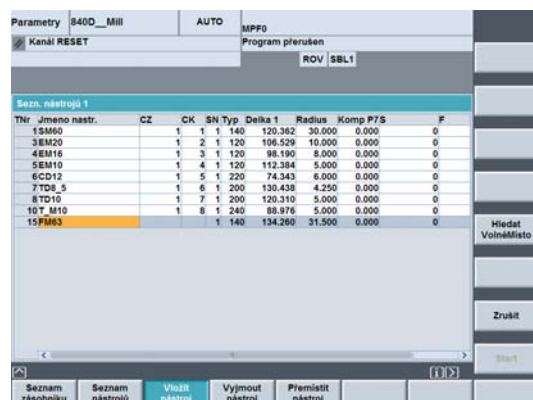 Parametry 840D__Mill AUTO MPF0
Kanál RESET Program přerušen
ROV SBL1
Sezn. nástrojů 1
TNr Jmeno nastr. CZ CK SN Typ Delka 1 Radius Komp P7S F
1 SM60 1 1 1 140 120.362 30.000 0.000 0
3 EM20 1 2 1 120 106.529 10.000 0.000 0
4 EM16 1 3 1 120 98.190 8.000 0.000 0
5 EM10 1 4 1 120 112.384 5.000 0.000 0
6 CD12 1 5 1 220 74.343 6.000 0.000 0
7 TD8_5 1 6 1 200 130.438 4.250 0.000 0
8 TD10 1 7 1 200 120.310 5.000 0.000 0
10 T_M10 1 8 1 240 88.976 5.000 0.000 0
15 FM63 1 140 134.260 31.500 0.000 0
Hledat
VolnéMísto
Zrušit
Start
Seznam zásobníku
Seznam nástrojů
Vložit nástroj
Vyjmout nástroj
Přemístit nástroj